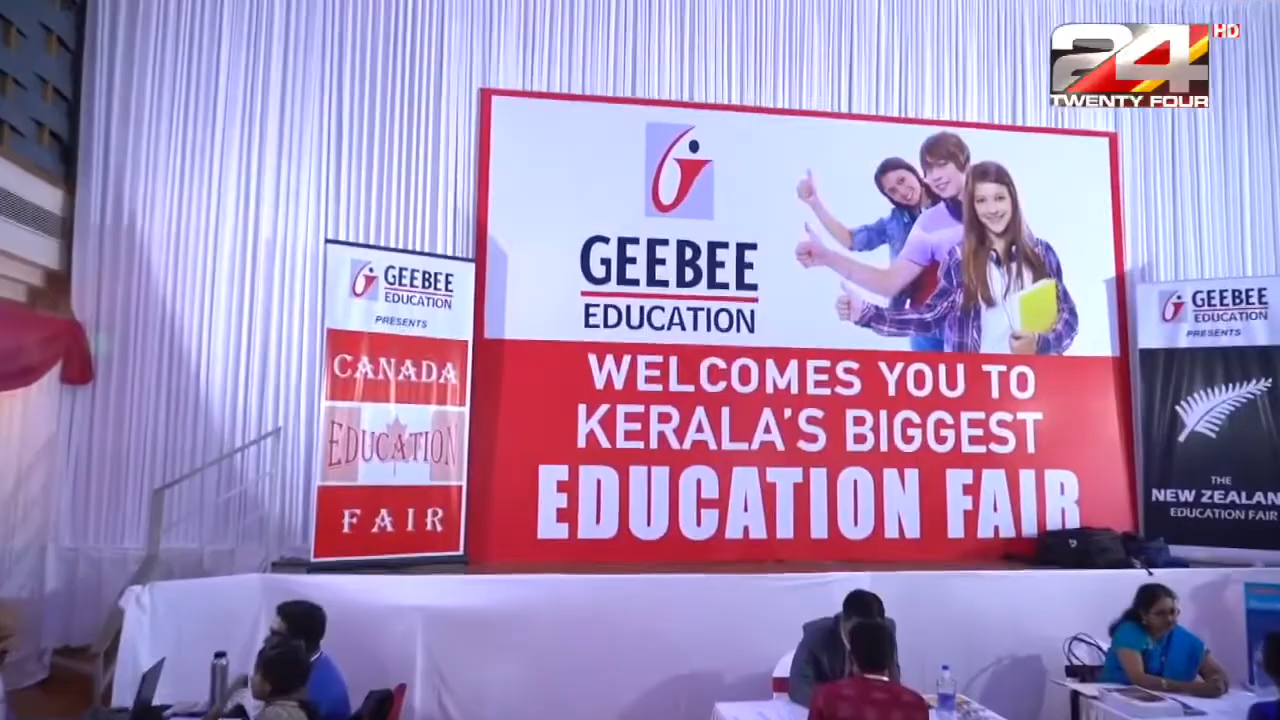 24 HD
TWENTY FOUR
GEEBEE
EDUCATION
WELCOMES YOU TO
KERALA'S BIGGEST
EDUCATION FAIR
GEEBEE
EDUCATION
PRESENTS
CANADA
EDUCATION
FAIR
GEEBEE
EDUCATION
PRESENTS
THE
NEW ZEALAN
EDUCATION FAIR